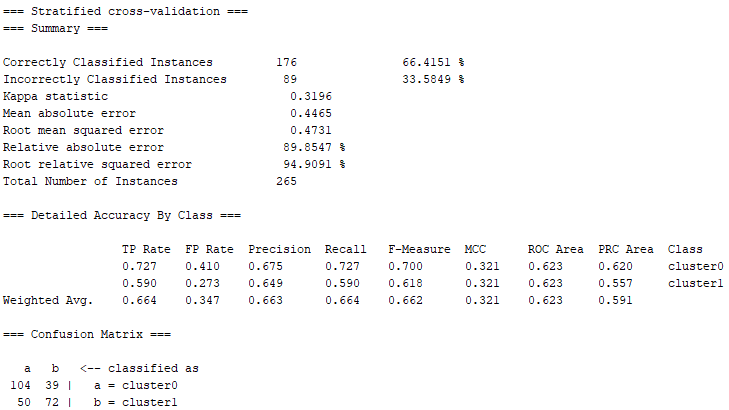 === Stratified cross-validation ===
=== Summary ===
Correctly Classified Instances 176 66.4151 %
Incorrectly Classified Instances 89 33.5849 %
Kappa statistic 0.3196
Mean absolute error 0.4465
Root mean squared error 0.4731
Relative absolute error 89.8547 %
Root relative squared error 94.9091 %
Total Number of Instances 265
=== Detailed Accuracy By Class ===
TP Rate FP Rate Precision Recall F-Measure MCC ROC Area PRC Area Class
0.727 0.410 0.675 0.727 0.700 0.321 0.623 0.620 cluster0
0.590 0.273 0.649 0.590 0.618 0.321 0.623 0.557 cluster1
Weighted Avg. 0.664 0.347 0.663 0.664 0.662 0.321 0.623 0.591
=== Confusion Matrix ===
a b <-- classified as
104 39 | a = cluster0
50 72 | b = cluster1